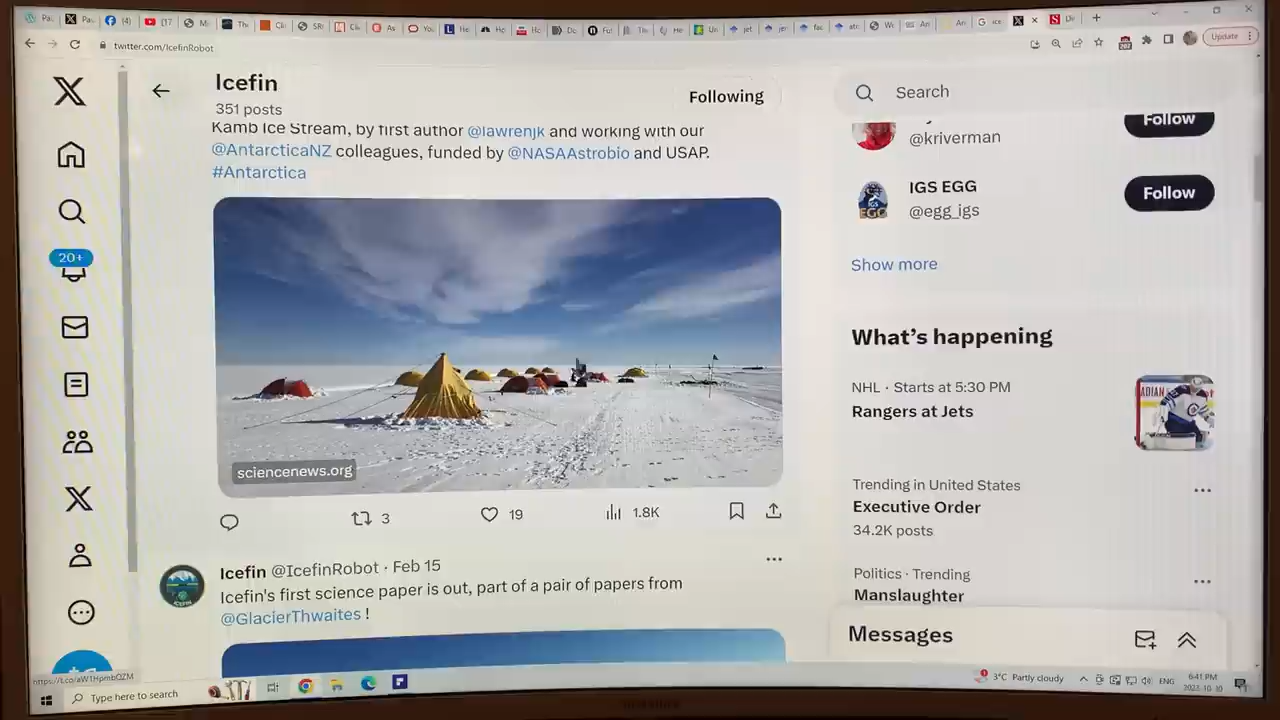 twitter.com/IcefinRobot
Update
Icefin
351 posts
Following
Search
Kamb Ice Stream, by first author @lawrenjk and working with our
@AntarcticaNZ colleagues, funded by @NASAAstrobio and USAP.
#Antarctica
sciencenews.org
3
19
1.8K
Icefin @IcefinRobot · Feb 15
Icefin's first science paper is out, part of a pair of papers from
@GlacierThwaites !
20+
Follow
@kriverman
IGS EGG
@egg_igs
Follow
Show more
What's happening
NHL · Starts at 5:30 PM
Rangers at Jets
Trending in United States
Executive Order
34.2K posts
Politics · Trending
Manslaughter
Messages
https://t.co/aWTHpmbQZM
Type here to search
3°C Partly cloudy
ENG
6:41 PM
2023-10-30